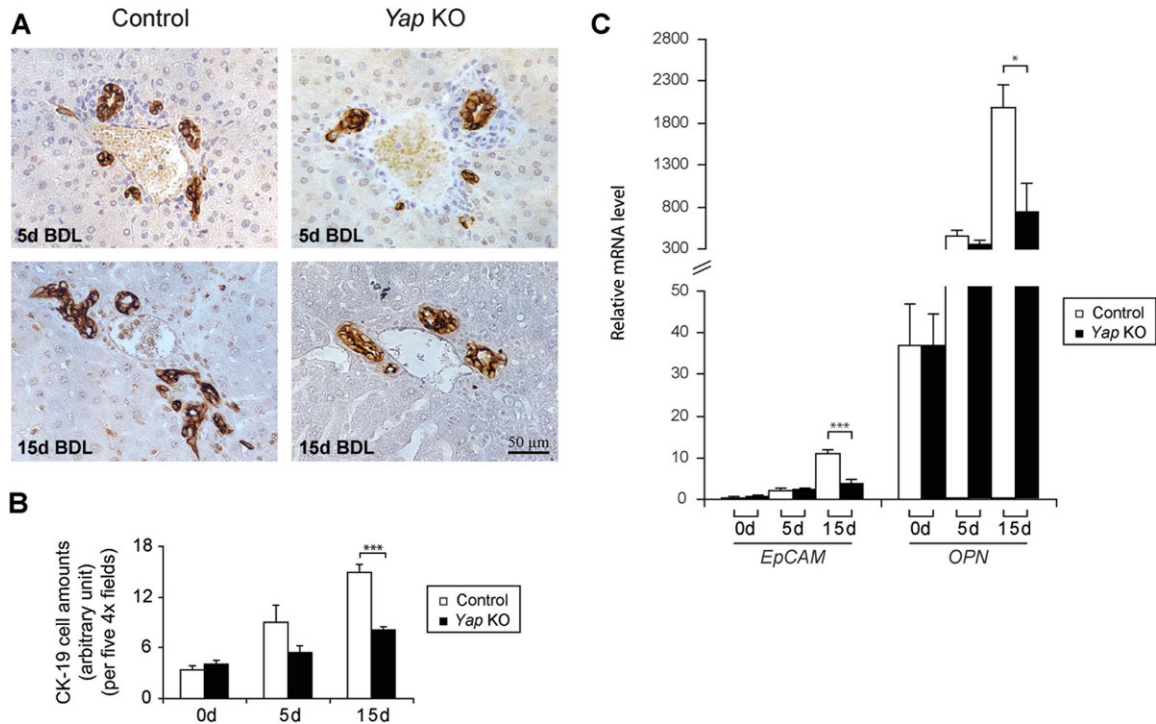 A
Control
Yap KO
5d BDL
5d BDL
15d BDL
15d BDL
50 µm
B
CK-19 cell amounts
(arbitrary unit)
(per five 4x fields)
18
12
6
0
***
0d
5d
15d
Control
Yap KO
C
Relative mRNA level
2800
2300
1800
1300
800
300
50
40
30
20
10
0
***
*
0d
5d
15d
0d
5d
15d
EpCAM
OPN
Control
Yap KO